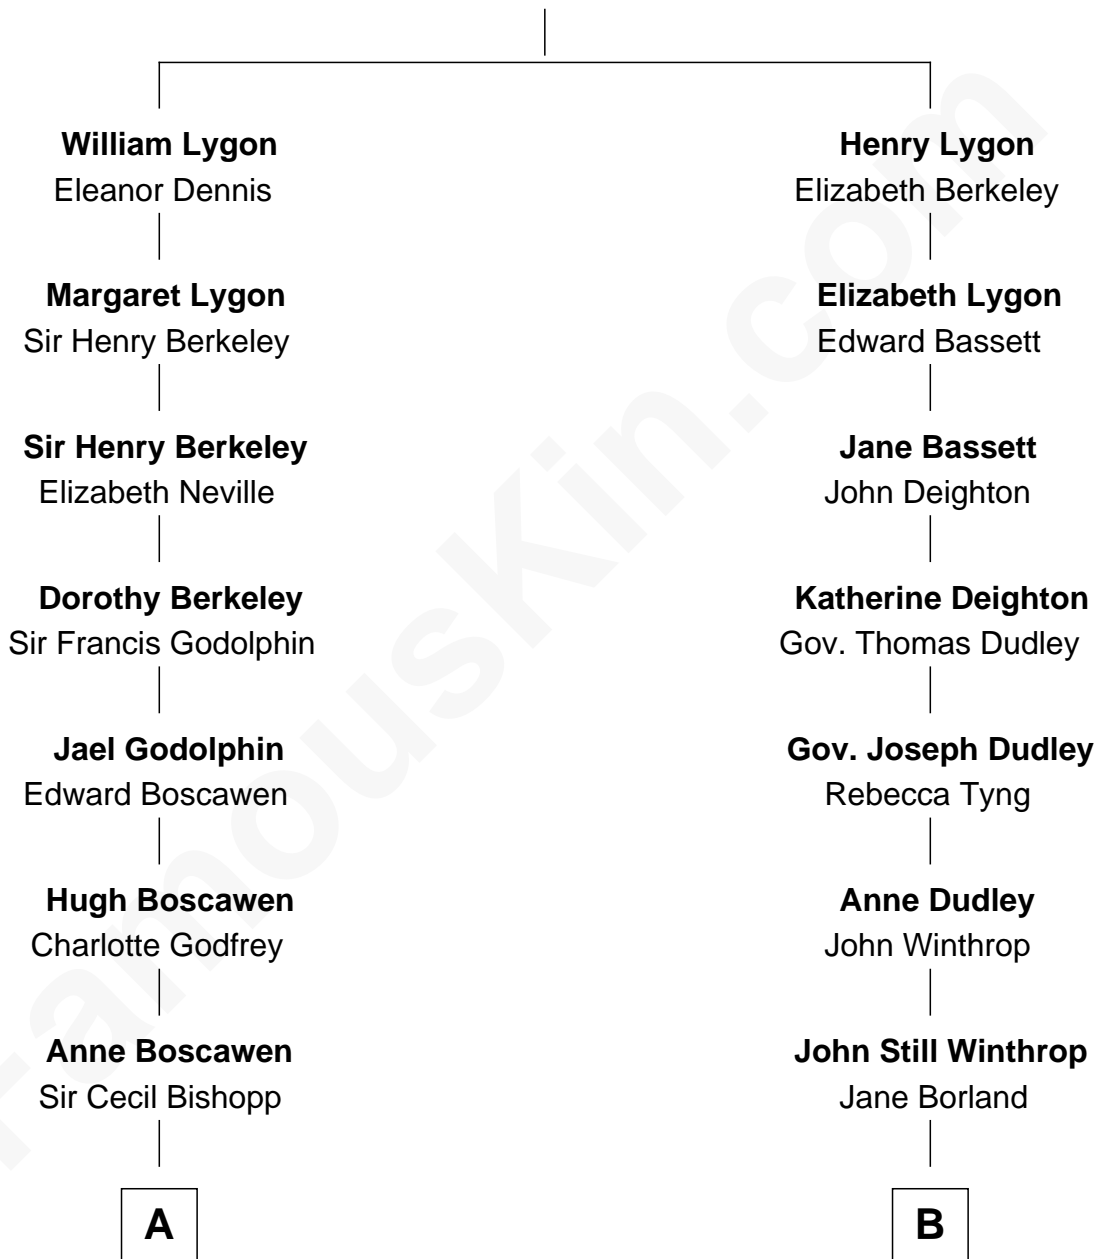 William Lygon
Eleanor Dennis
Margaret Lygon
Sir Henry Berkeley
Sir Henry Berkeley
Elizabeth Neville
Dorothy Berkeley
Sir Francis Godolphin
Jael Godolphin
Edward Boscawen
Hugh Boscawen
Charlotte Godfrey
Anne Boscawen
Sir Cecil Bishopp
A
Henry Lygon
Elizabeth Berkeley
Elizabeth Lygon
Edward Bassett
Jane Bassett
John Deighton
Katherine Deighton
Gov. Thomas Dudley
Gov. Joseph Dudley
Rebecca Tyng
Anne Dudley
John Winthrop
John Still Winthrop
Jane Borland
B
FamousKin.com